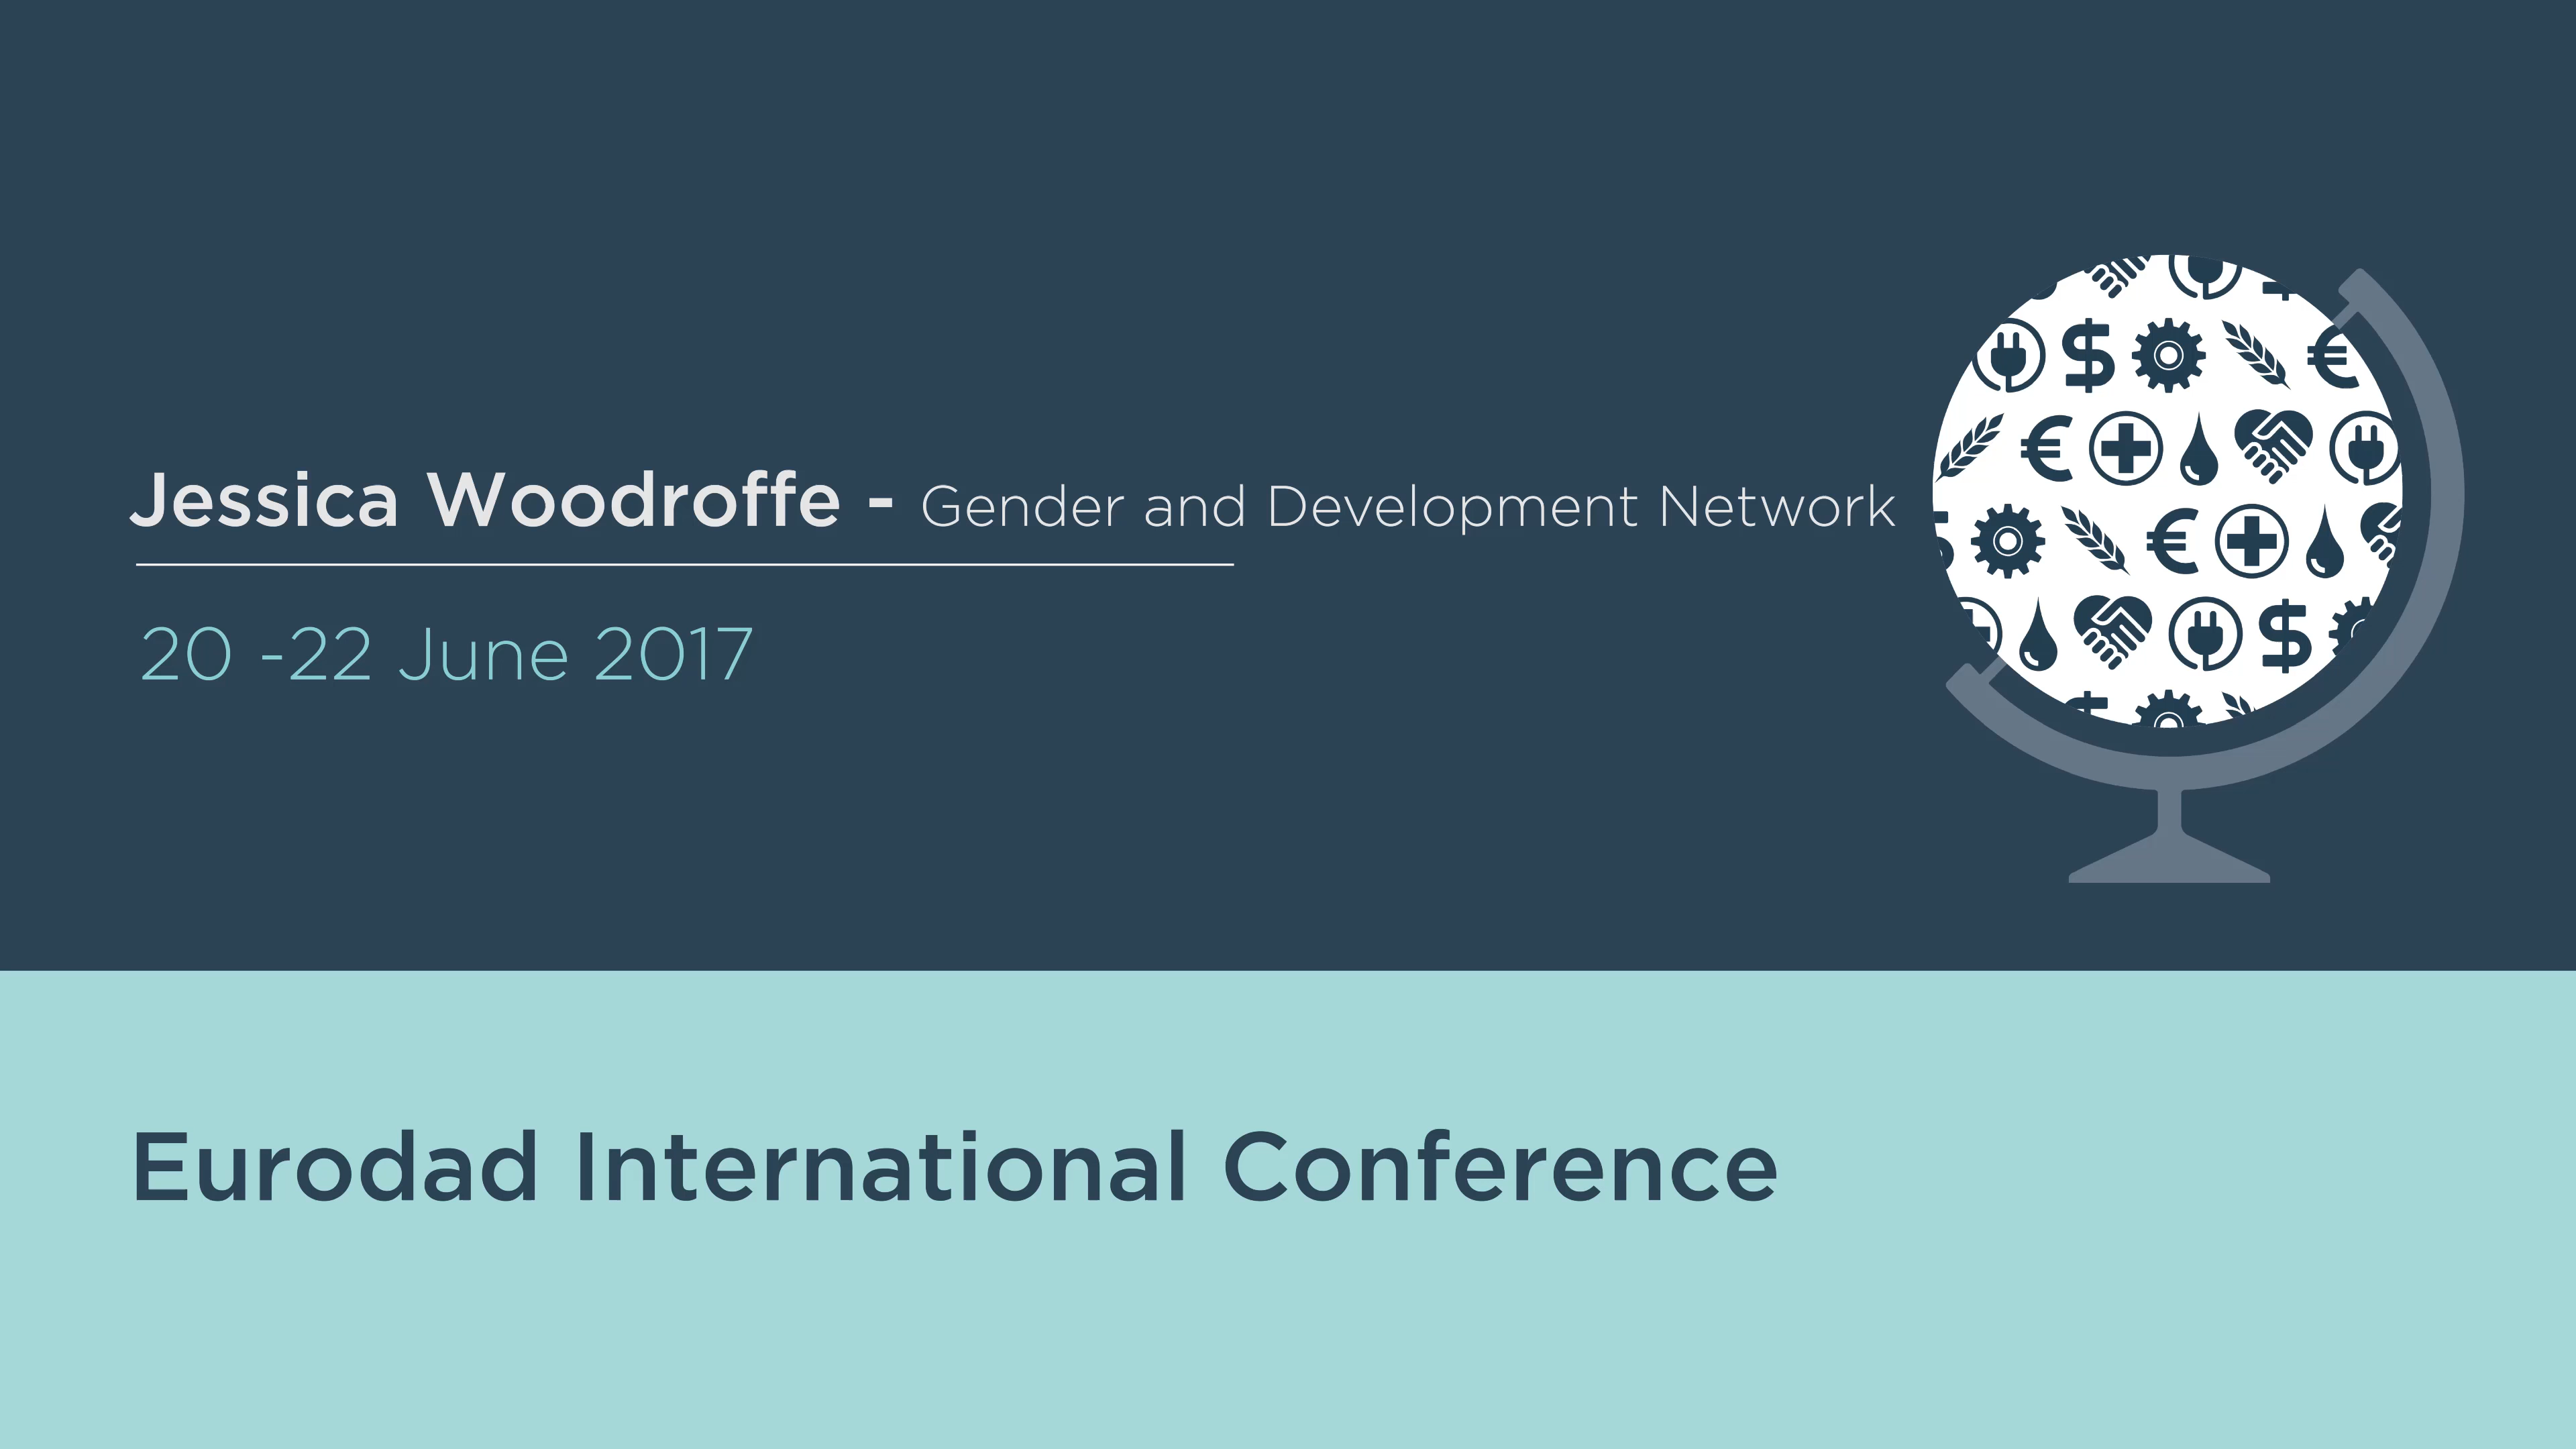 Jessica Woodroffe - Gender and Development Network
20 -22 June 2017
Eurodad International Conference